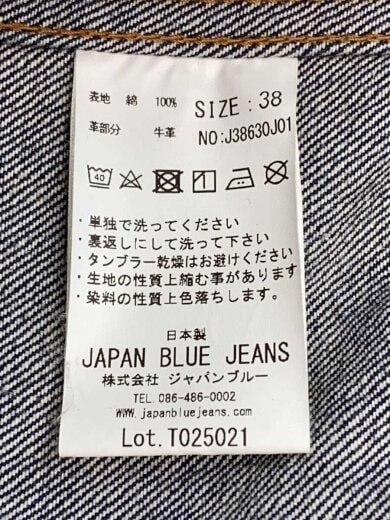 表地 綿 100% SIZE:38
革部分 牛革 NO:J38630J01
40
・単独で洗ってください
・裏返しにして洗って下さい
・タンブラー乾燥はお避けください
・生地の性質上縮む事があります
・染料の性質上色落ちします。
日本製
JAPAN BLUE JEANS
株式会社 ジャパンブルー
TEL. 086-486-0002
WWW. japanbluejeans.com
Lot.T025021